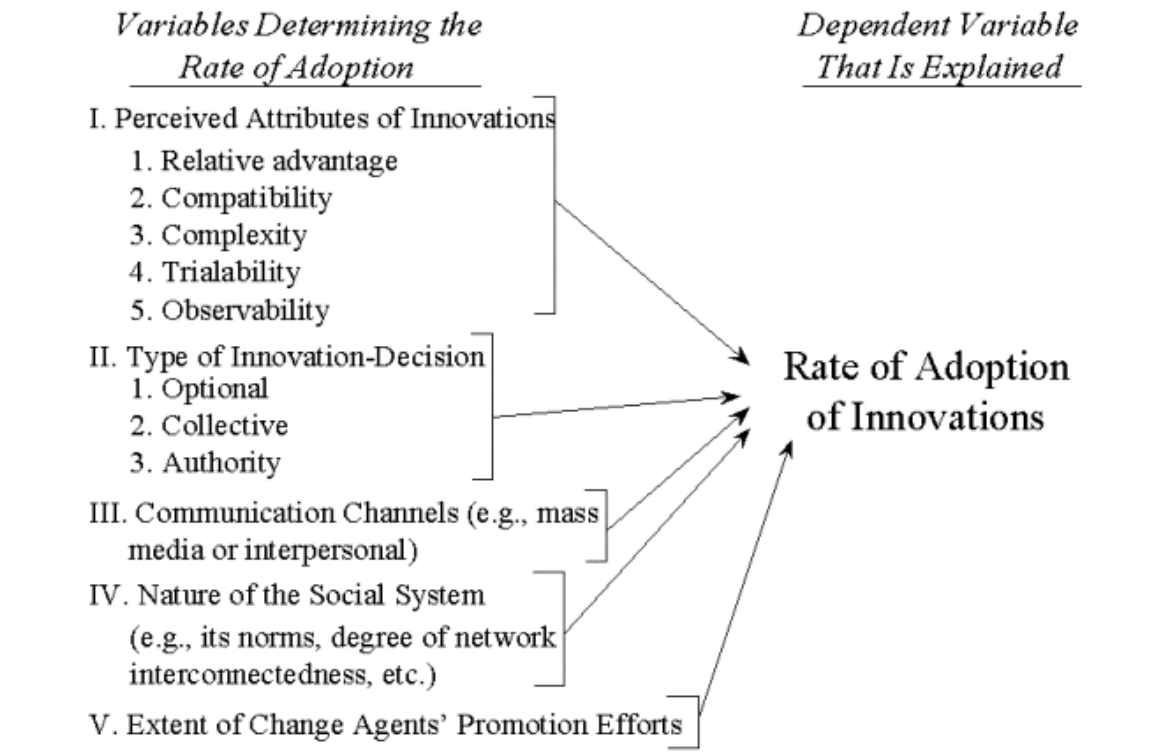 Variables Determining the
Rate of Adoption
Dependent Variable
That Is Explained
I. Perceived Attributes of Innovations
1. Relative advantage
2. Compatibility
3. Complexity
4. Trialability
5. Observability
II. Type of Innovation-Decision
1. Optional
2. Collective
3. Authority
III. Communication Channels (e.g., mass
media or interpersonal)
IV. Nature of the Social System
(e.g., its norms, degree of network
interconnectedness, etc.)
V. Extent of Change Agents’ Promotion Efforts
Rate of Adoption
of Innovations